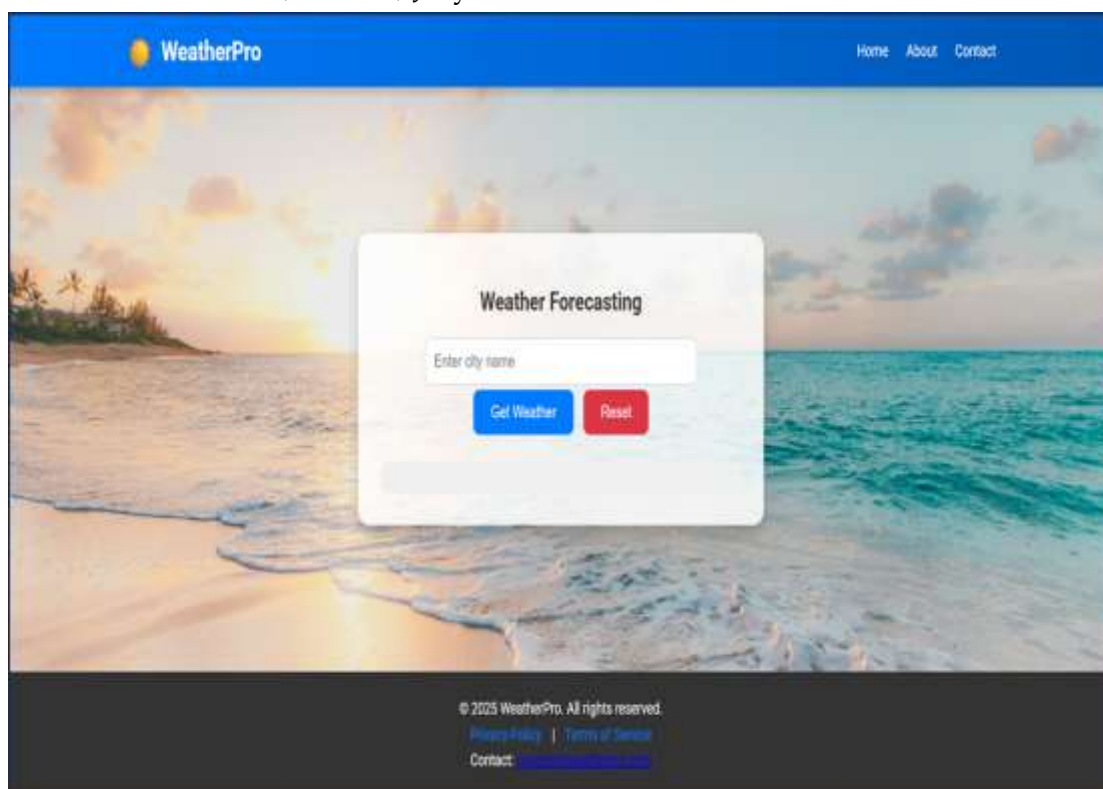 WeatherPro
Home About Contact
Weather Forecasting
Enter city name
Get Weather Reset
© 2025 WeatherPro. All rights reserved.
Privacy Policy | Terms of Service
Contact: